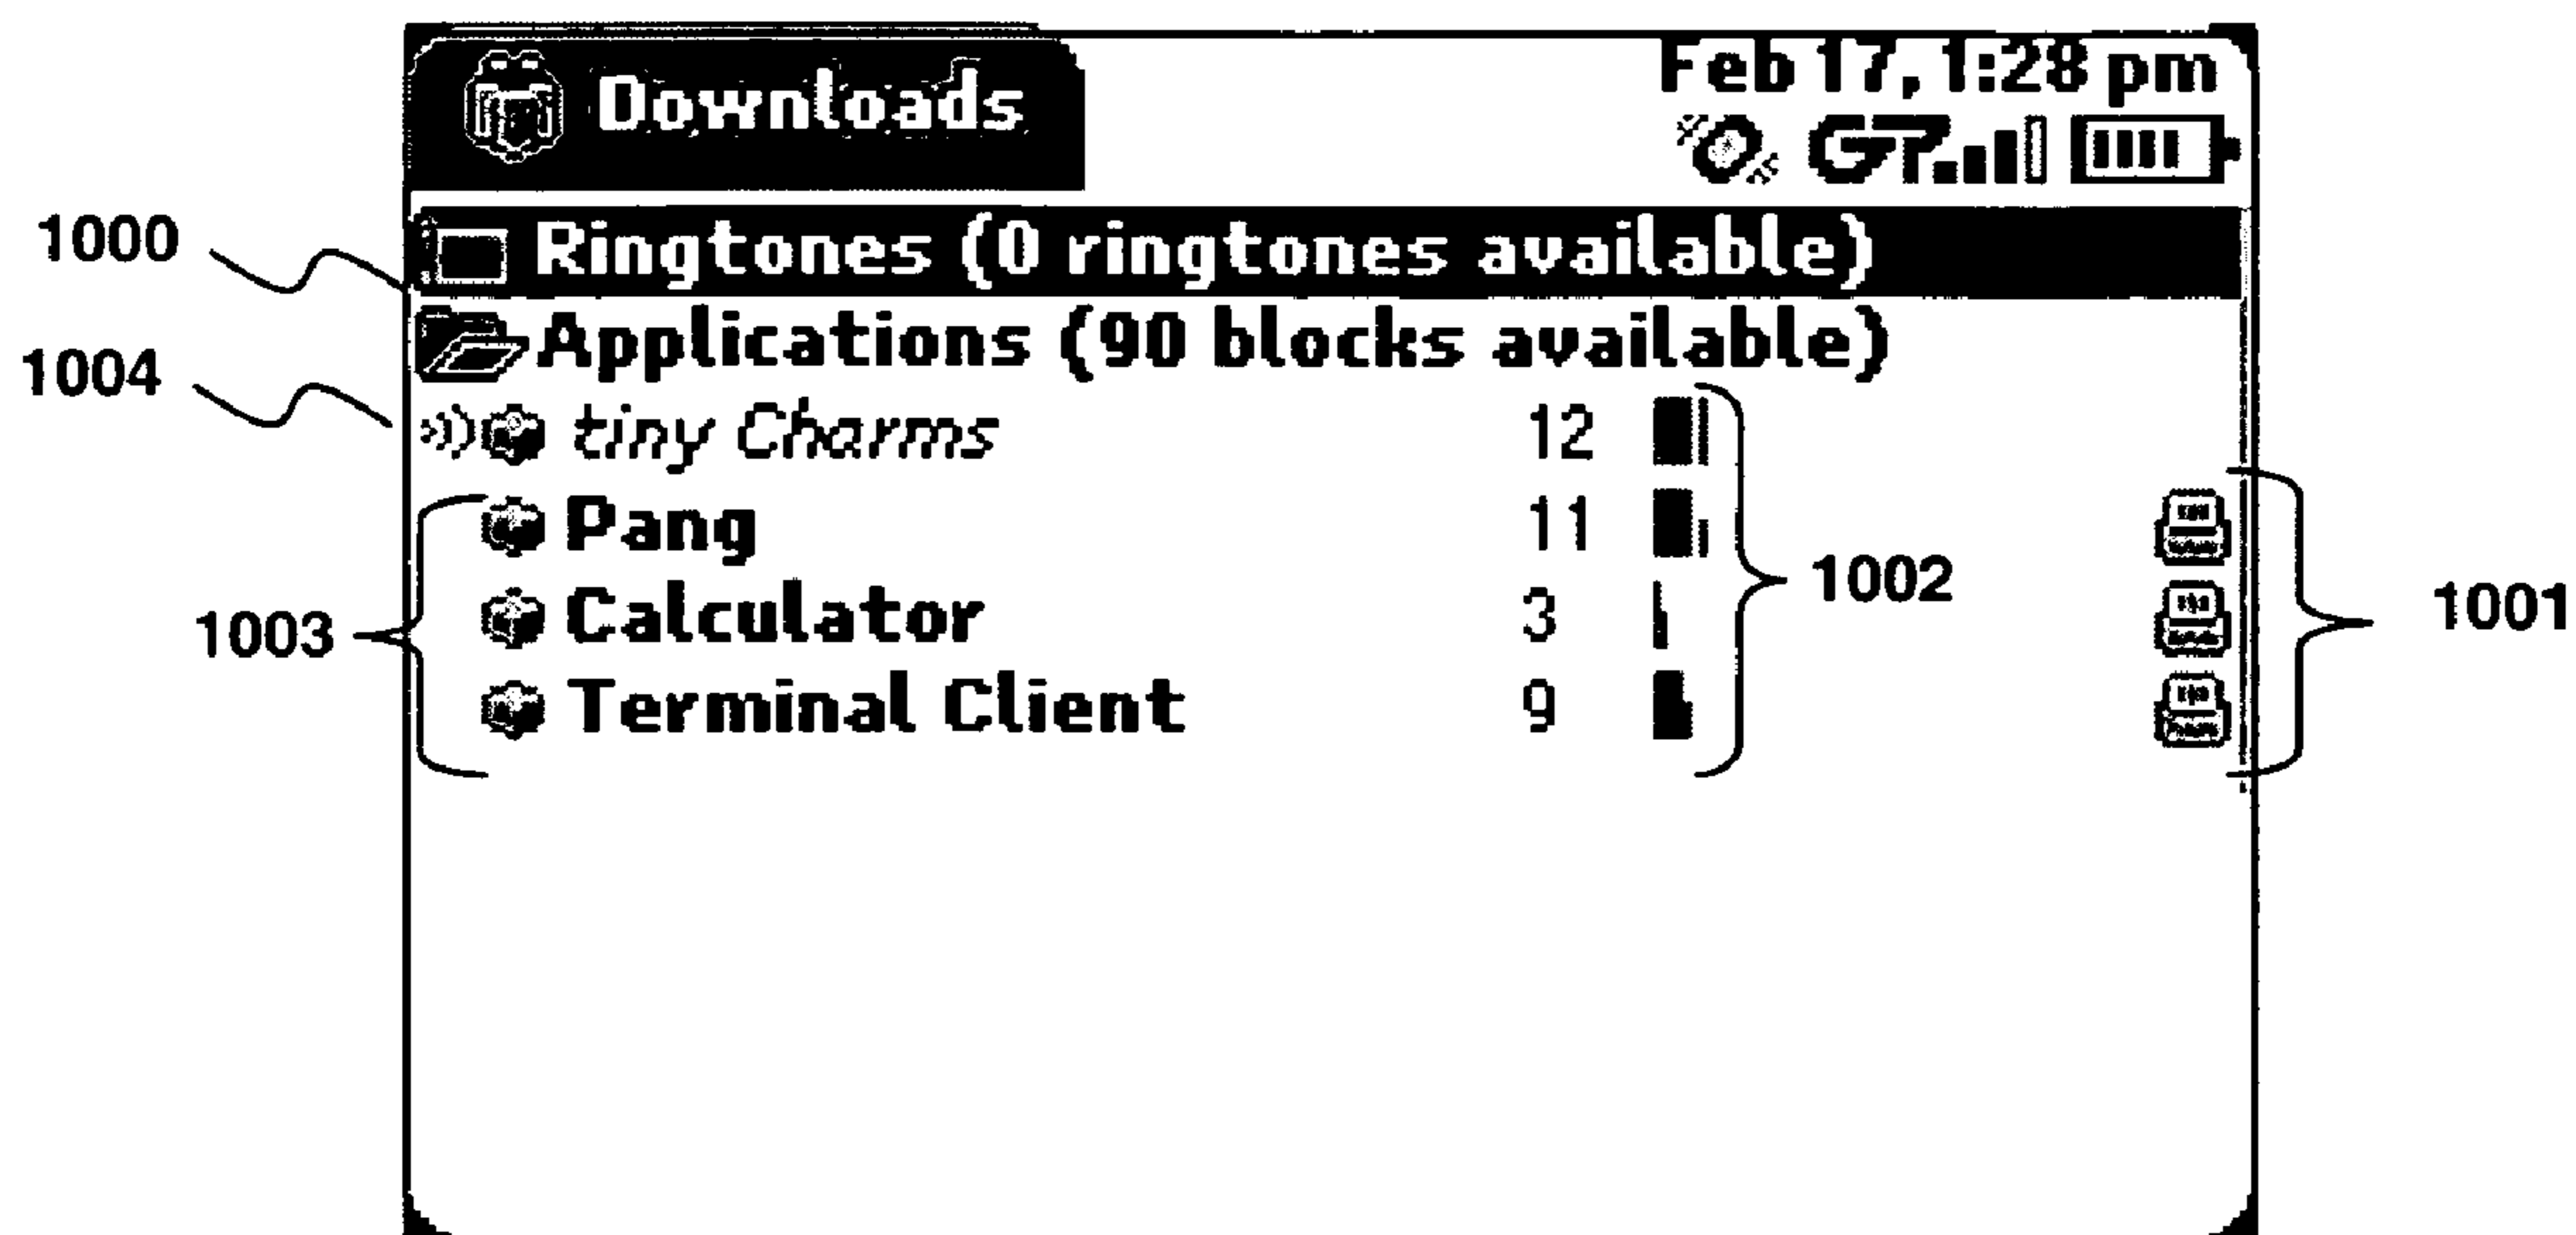 Downloads
Feb 17, 1:28 pm
G
1000
Ringtones (0 ringtones available)
Applications (90 blocks available)
1004
tiny Charms 12
Pang 11
1002
Calculator 3
1003
1001
Terminal Client 9